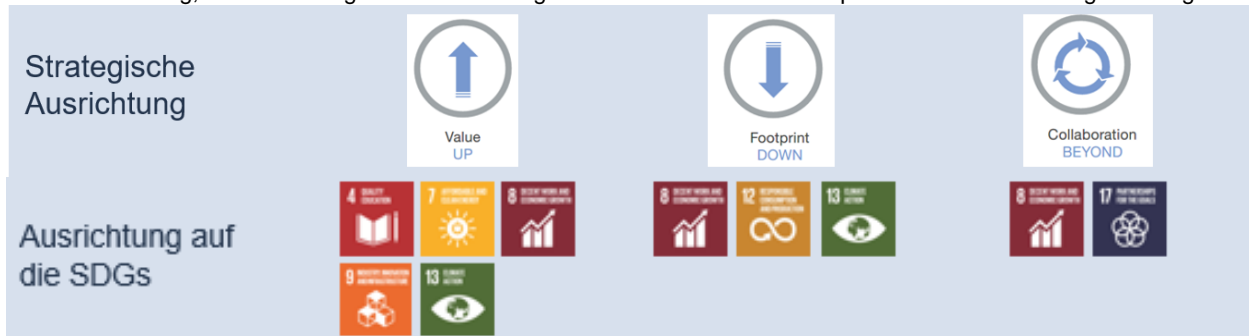 Strategische
Ausrichtung
Value
UP
Footprint
DOWN
Collaboration
BEYOND
Ausrichtung auf
die SDGs
4 QUALITY
EDUCATION
7 AFFORDABLE AND
CLEAN ENERGY
8 DECENT WORK AND
ECONOMIC GROWTH
8 DECENT WORK AND
ECONOMIC GROWTH
12 RESPONSIBLE
CONSUMPTION
AND PRODUCTION
13 CLIMATE
ACTION
8 DECENT WORK AND
ECONOMIC GROWTH
17 PARTNERSHIPS
FOR THE GOALS
9 INDUSTRY, INNOVATION
AND INFRASTRUCTURE
13 CLIMATE
ACTION